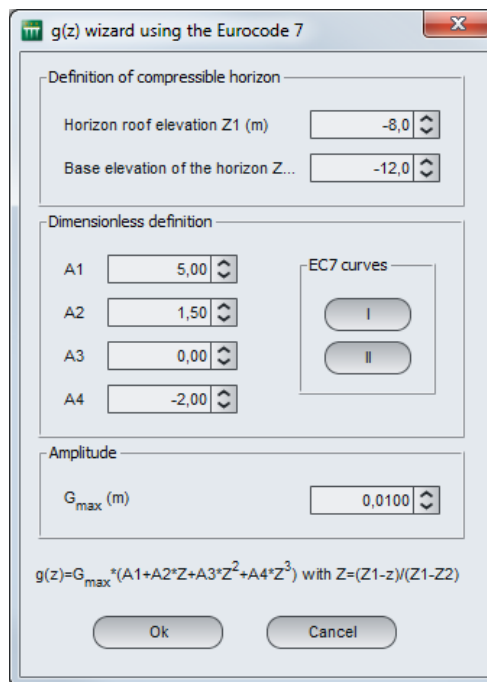 g(z) wizard using the Eurocode 7
Definition of compressible horizon
Horizon roof elevation Z1 (m) -8,0
Base elevation of the horizon Z... -12,0
Dimensionless definition
A1 5,00
A2 1,50
A3 0,00
A4 -2,00
EC7 curves
I
II
Amplitude
Gmax (m) 0,0100
g(z)=Gmax*(A1+A2*Z+A3*Z²+A4*Z³) with Z=(Z1-z)/(Z1-Z2)
Ok Cancel